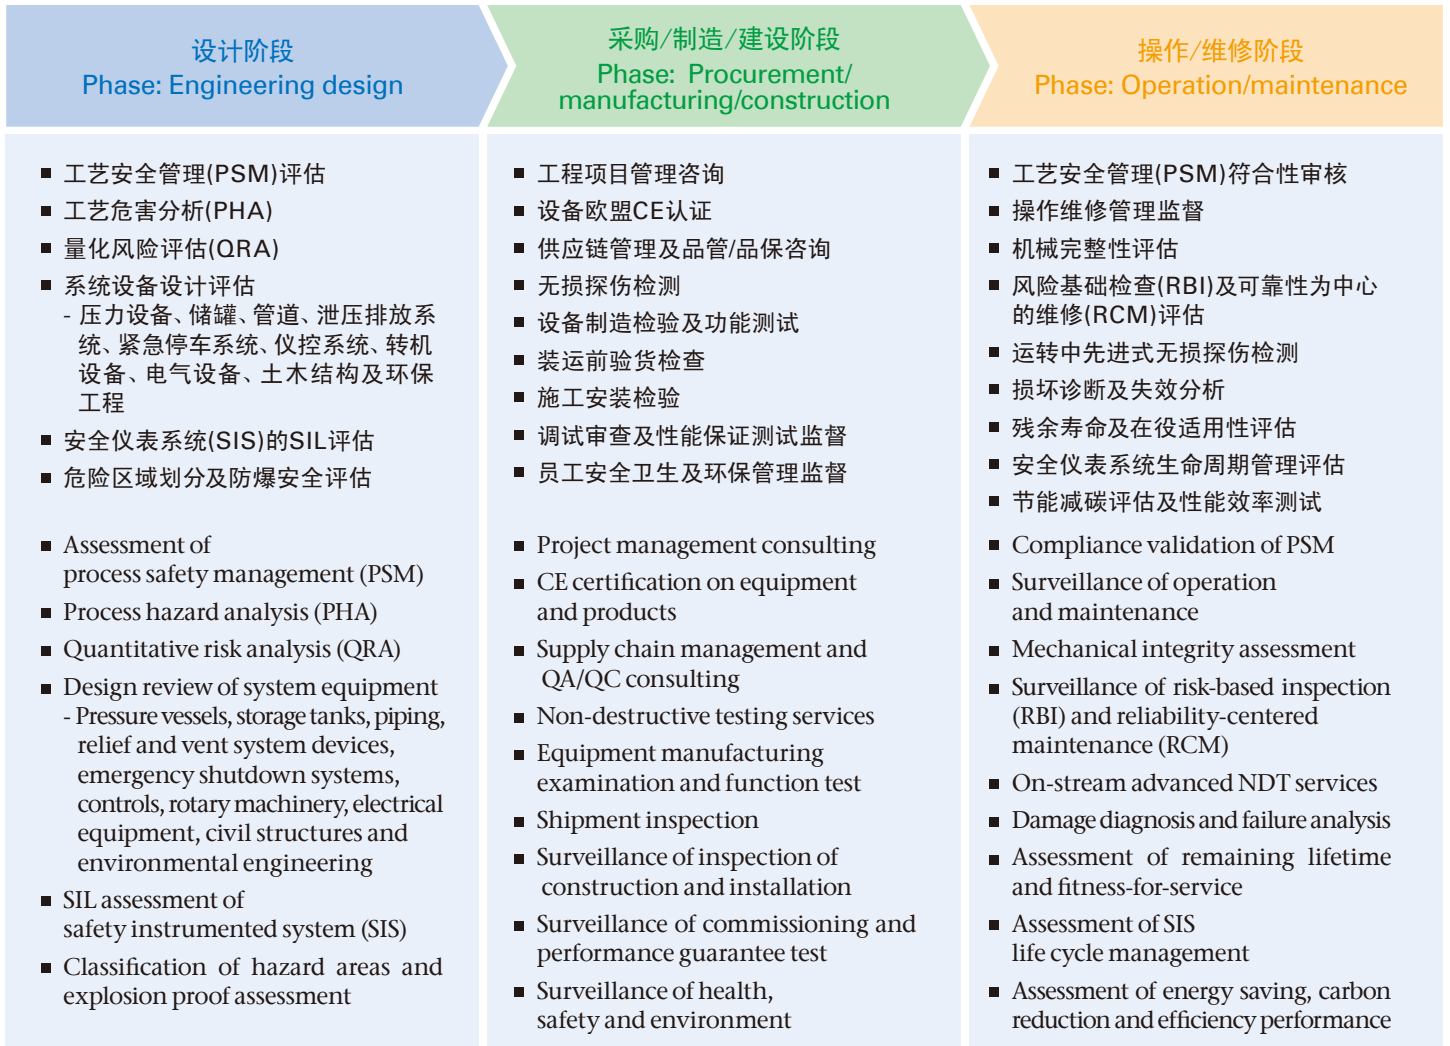 设计阶段
Phase: Engineering design
■ 工艺安全管理(PSM)评估
■ 工艺危害分析(PHA)
■ 量化风险评估(QRA)
■ 系统设备设计评估
- 压力设备、储罐、管道、泄压排放系
统、紧急停车系统、仪控系统、转机
设备、电气设备、土木结构及环保
工程
■ 安全仪表系统(SIS)的SIL评估
■ 危险区域划分及防爆安全评估
■ Assessment of
process safety management (PSM)
■ Process hazard analysis (PHA)
■ Quantitative risk analysis (QRA)
■ Design review of system equipment
- Pressure vessels, storage tanks, piping,
relief and vent system devices,
emergency shutdown systems,
controls, rotary machinery, electrical
equipment, civil structures and
environmental engineering
■ SIL assessment of
safety instrumented system (SIS)
■ Classification of hazard areas and
explosion proof assessment
采购/制造/建设阶段
Phase: Procurement/
manufacturing/construction
■ 工程项目管理咨询
■ 设备欧盟CE认证
■ 供应链管理及品管/品保咨询
■ 无损探伤检测
■ 设备制造检验及功能测试
■ 装运前验货检查
■ 施工安装检验
■ 调试审查及性能保证测试监督
■ 员工安全卫生及环保管理监督
■ Project management consulting
■ CE certification on equipment
and products
■ Supply chain management and
QA/QC consulting
■ Non-destructive testing services
■ Equipment manufacturing
examination and function test
■ Shipment inspection
■ Surveillance of inspection of
construction and installation
■ Surveillance of commissioning and
performance guarantee test
■ Surveillance of health,
safety and environment
操作/维修阶段
Phase: Operation/maintenance
■ 工艺安全管理(PSM)符合性审核
■ 操作维修管理监督
■ 机械完整性评估
■ 风险基础检查(RBI)及可靠性为中心
的维修(RCM)评估
■ 运转中先进式无损探伤检测
■ 损坏诊断及失效分析
■ 残余寿命及在役适用性评估
■ 安全仪表系统生命周期管理评估
■ 节能减碳评估及性能效率测试
■ Compliance validation of PSM
■ Surveillance of operation
and maintenance
■ Mechanical integrity assessment
■ Surveillance of risk-based inspection
(RBI) and reliability-centered
maintenance (RCM)
■ On-stream advanced NDT services
■ Damage diagnosis and failure analysis
■ Assessment of remaining lifetime
and fitness-for-service
■ Assessment of SIS
life cycle management
■ Assessment of energy saving, carbon
reduction and efficiency performance